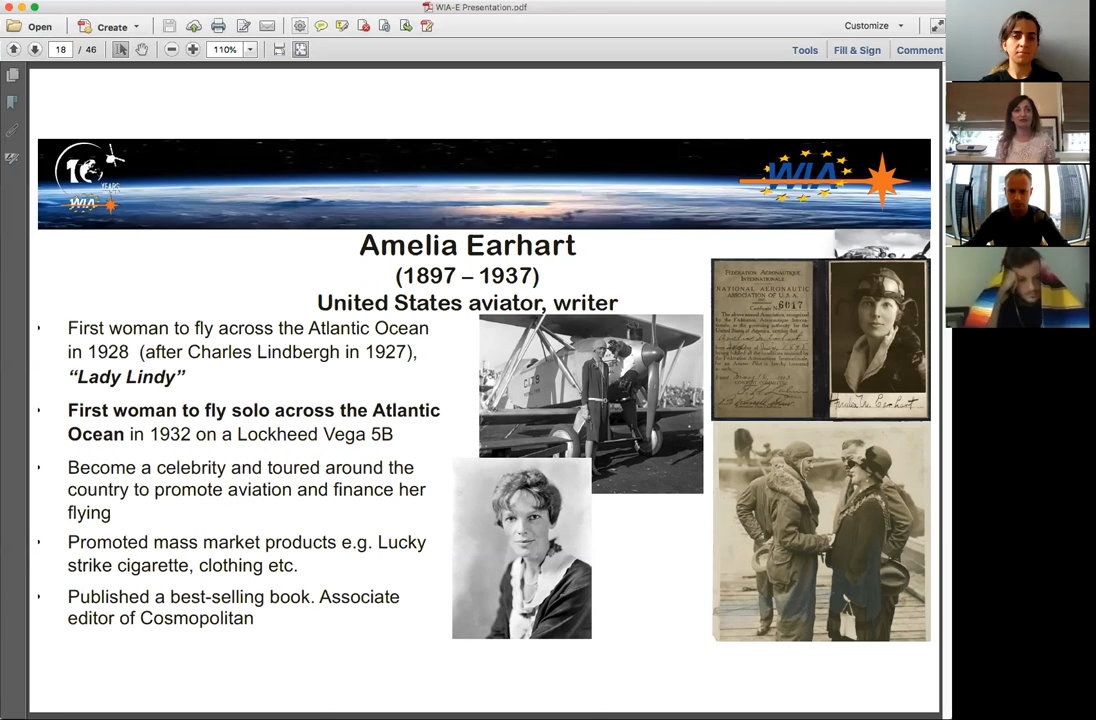 WIA-E Presentation.pdf
Open
Create
Customize
18 / 46
110%
Tools
Fill & Sign
Comment
10
YEARS
WIA
WIA
Amelia Earhart
(1897 – 1937)
United States aviator, writer
· First woman to fly across the Atlantic Ocean
in 1928 (after Charles Lindbergh in 1927),
“Lady Lindy”
· First woman to fly solo across the Atlantic
Ocean in 1932 on a Lockheed Vega 5B
· Become a celebrity and toured around the
country to promote aviation and finance her
flying
· Promoted mass market products e.g. Lucky
strike cigarette, clothing etc.
· Published a best-selling book. Associate
editor of Cosmopolitan
FEDERATION AERONAUTIQUE
INTERNATIONALE
NATIONAL AERONAUTIC
ASSOCIATION OF U.S.A.
Certificate No. 6017